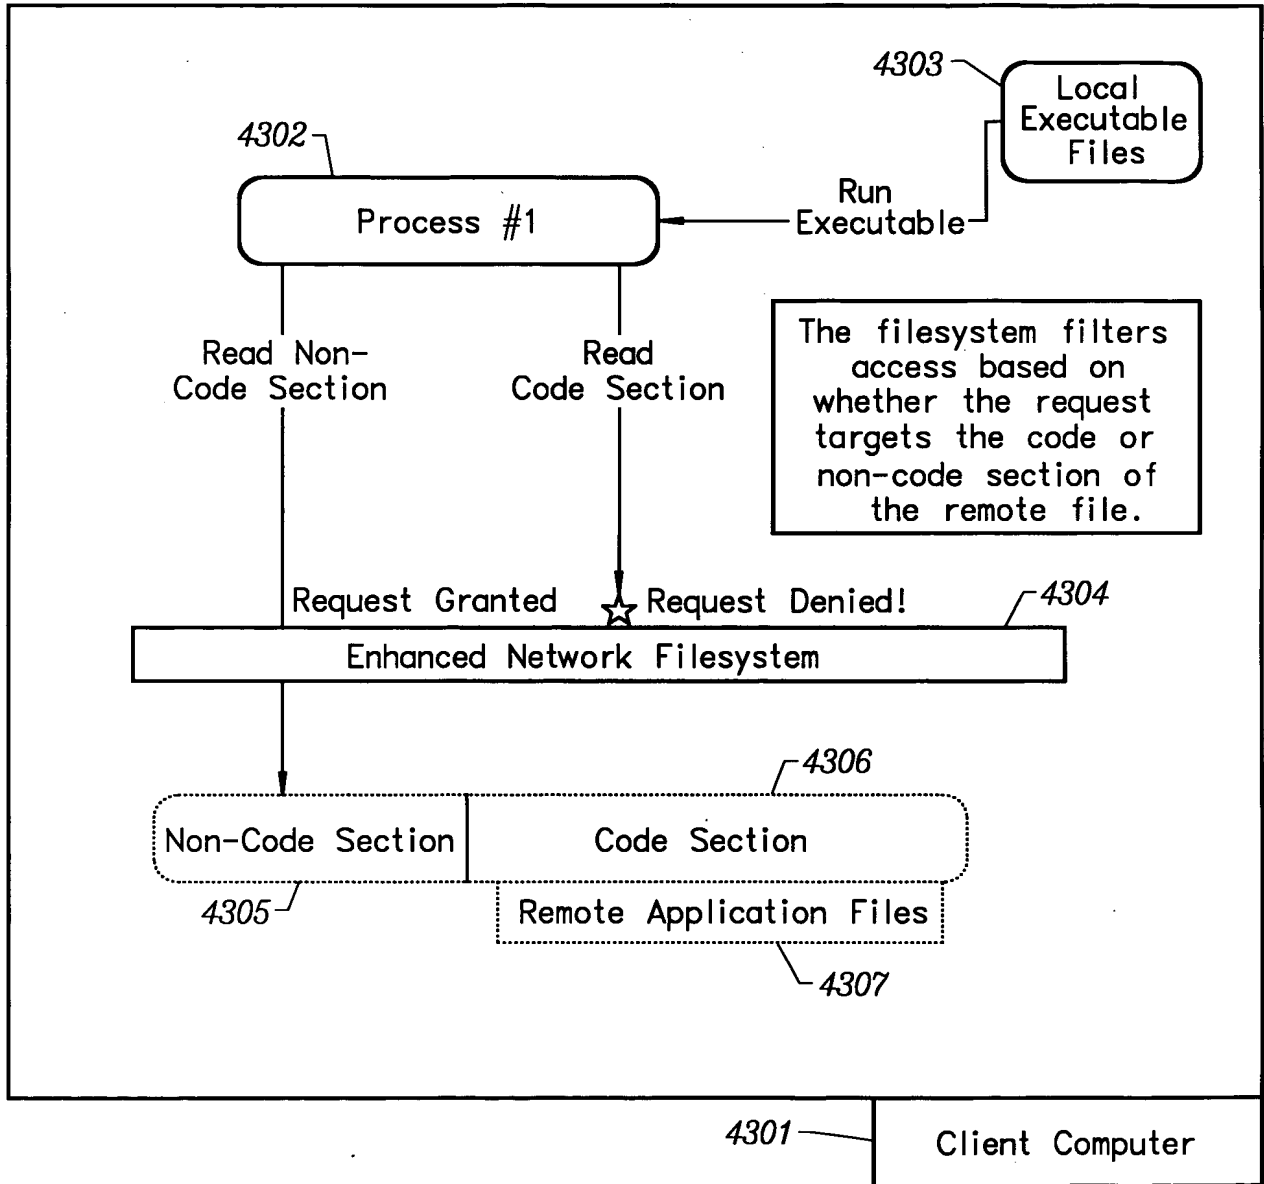 4303
Local
Executable
Files
4302
Process #1
Run
Executable
Read Non-
Code Section
Read
Code Section
The filesystem filters
access based on
whether the request
targets the code or
non-code section of
the remote file.
Request Granted
Request Denied!
4304
Enhanced Network Filesystem
4306
Non-Code Section
Code Section
4305
Remote Application Files
4307
4301
Client Computer